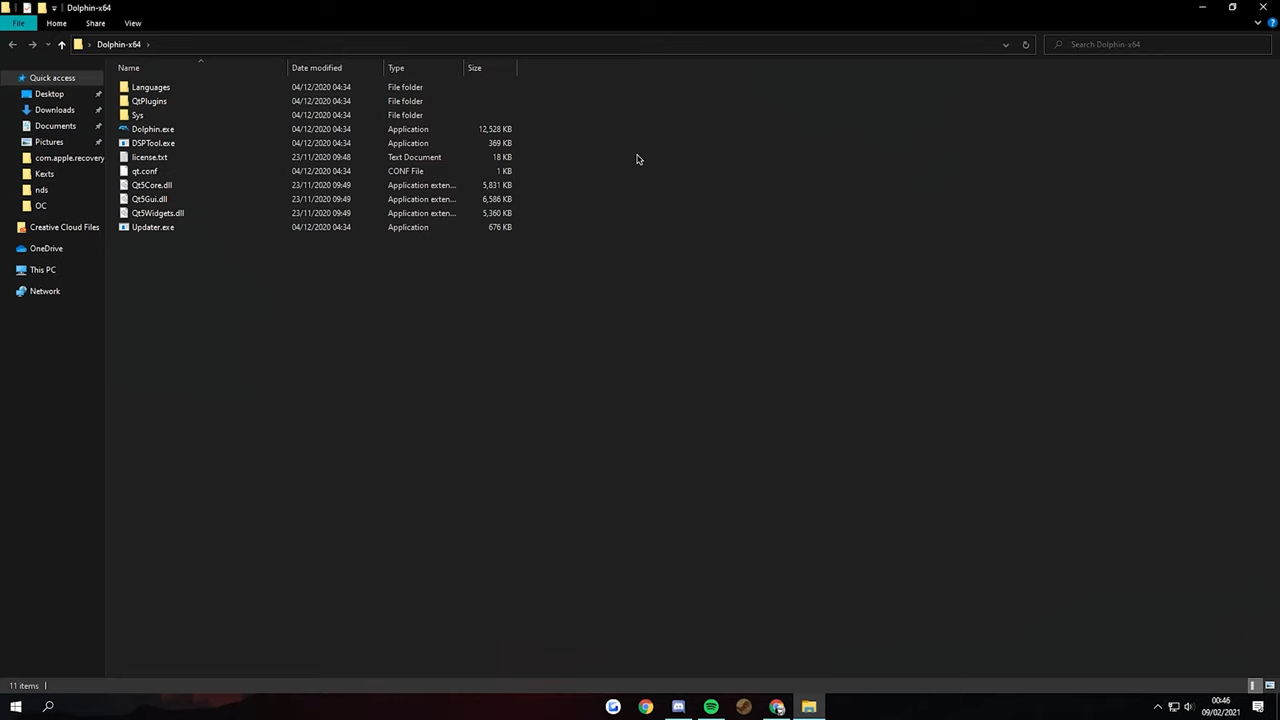 Dolphin-x64
File Home Share View
Dolphin-x64
Search Dolphin-x64
Name Date modified Type Size
Quick access
Desktop
Downloads
Documents
Pictures
com.apple.recovery
Kexts
nds
OC
Creative Cloud Files
OneDrive
This PC
Network
Languages 04/12/2020 04:34 File folder
QtPlugins 04/12/2020 04:34 File folder
Sys 04/12/2020 04:34 File folder
Dolphin.exe 04/12/2020 04:34 Application 12,528 KB
DSPTool.exe 04/12/2020 04:34 Application 369 KB
license.txt 23/11/2020 09:48 Text Document 18 KB
qt.conf 04/12/2020 04:34 CONF File 1 KB
Qt5Core.dll 23/11/2020 09:49 Application exten... 5,831 KB
Qt5Gui.dll 23/11/2020 09:49 Application exten... 6,586 KB
Qt5Widgets.dll 23/11/2020 09:49 Application exten... 5,360 KB
Updater.exe 04/12/2020 04:34 Application 676 KB
11 items
00:46
09/02/2021